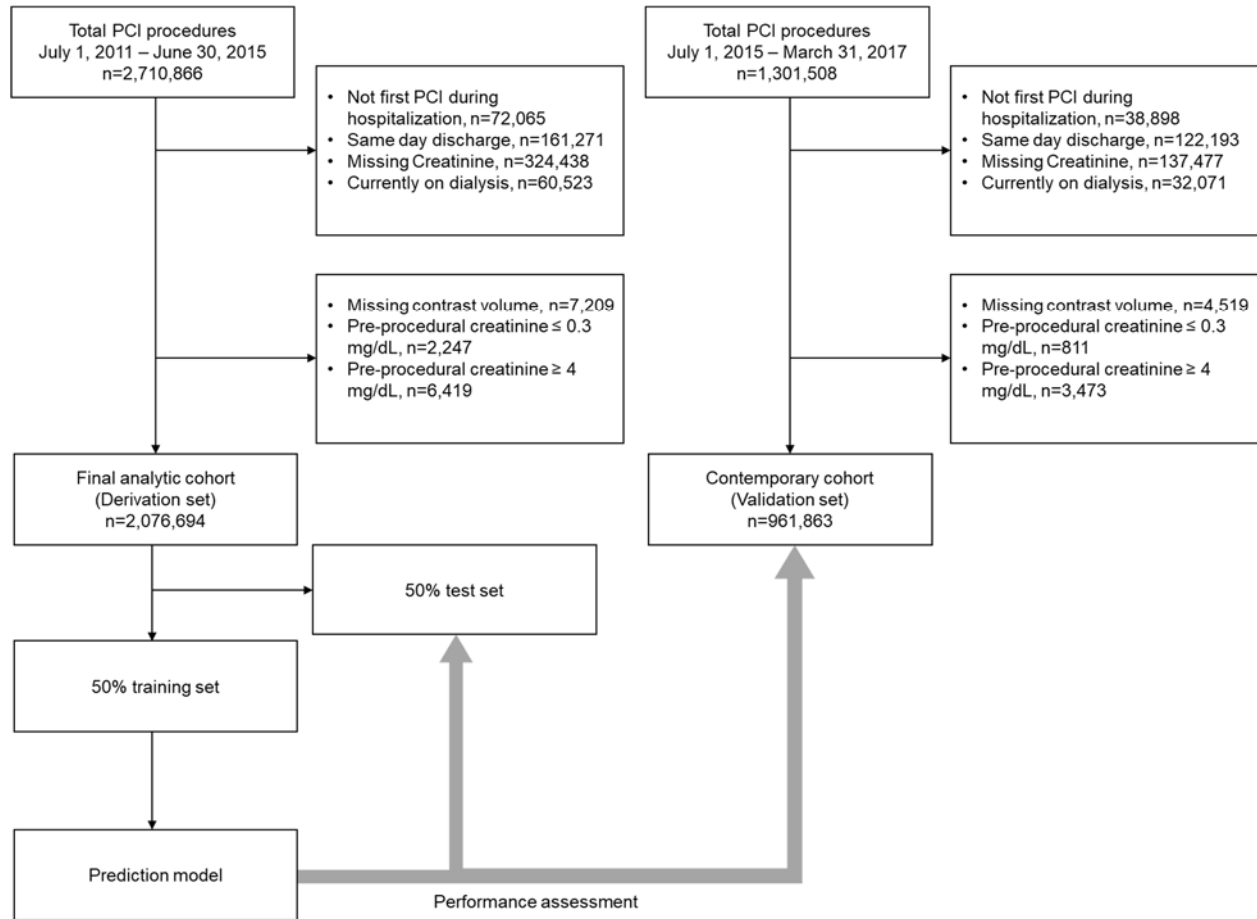 Total PCI procedures
July 1, 2011 – June 30, 2015
n=2,710,866
• Not first PCI during
hospitalization, n=72,065
• Same day discharge, n=161,271
• Missing Creatinine, n=324,438
• Currently on dialysis, n=60,523
• Missing contrast volume, n=7,209
• Pre-procedural creatinine ≤ 0.3
mg/dL, n=2,247
• Pre-procedural creatinine ≥ 4
mg/dL, n=6,419
Final analytic cohort
(Derivation set)
n=2,076,694
50% test set
50% training set
Prediction model
Performance assessment
Total PCI procedures
July 1, 2015 – March 31, 2017
n=1,301,508
• Not first PCI during
hospitalization, n=38,898
• Same day discharge, n=122,193
• Missing Creatinine, n=137,477
• Currently on dialysis, n=32,071
• Missing contrast volume, n=4,519
• Pre-procedural creatinine ≤ 0.3
mg/dL, n=811
• Pre-procedural creatinine ≥ 4
mg/dL, n=3,473
Contemporary cohort
(Validation set)
n=961,863